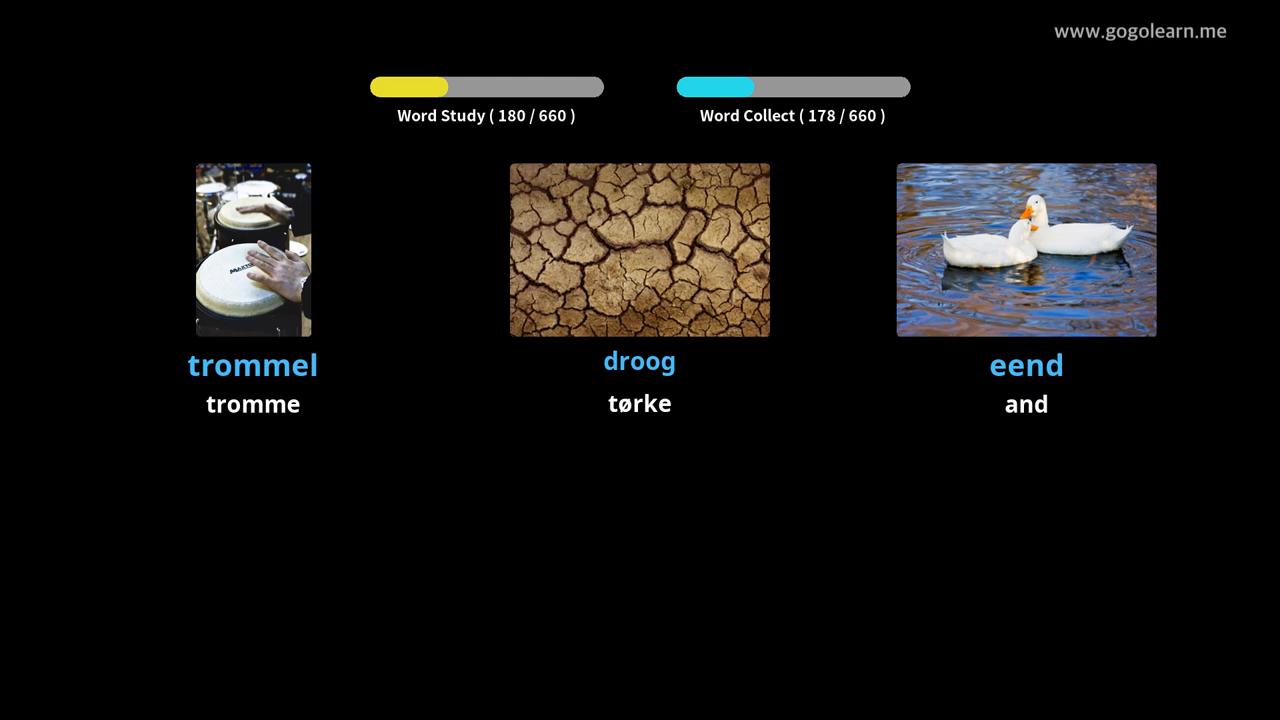 www.gogolearn.me
Word Study ( 180 / 660 )
Word Collect ( 178 / 660 )
trommel
droog
eend
tromme
tørke
and